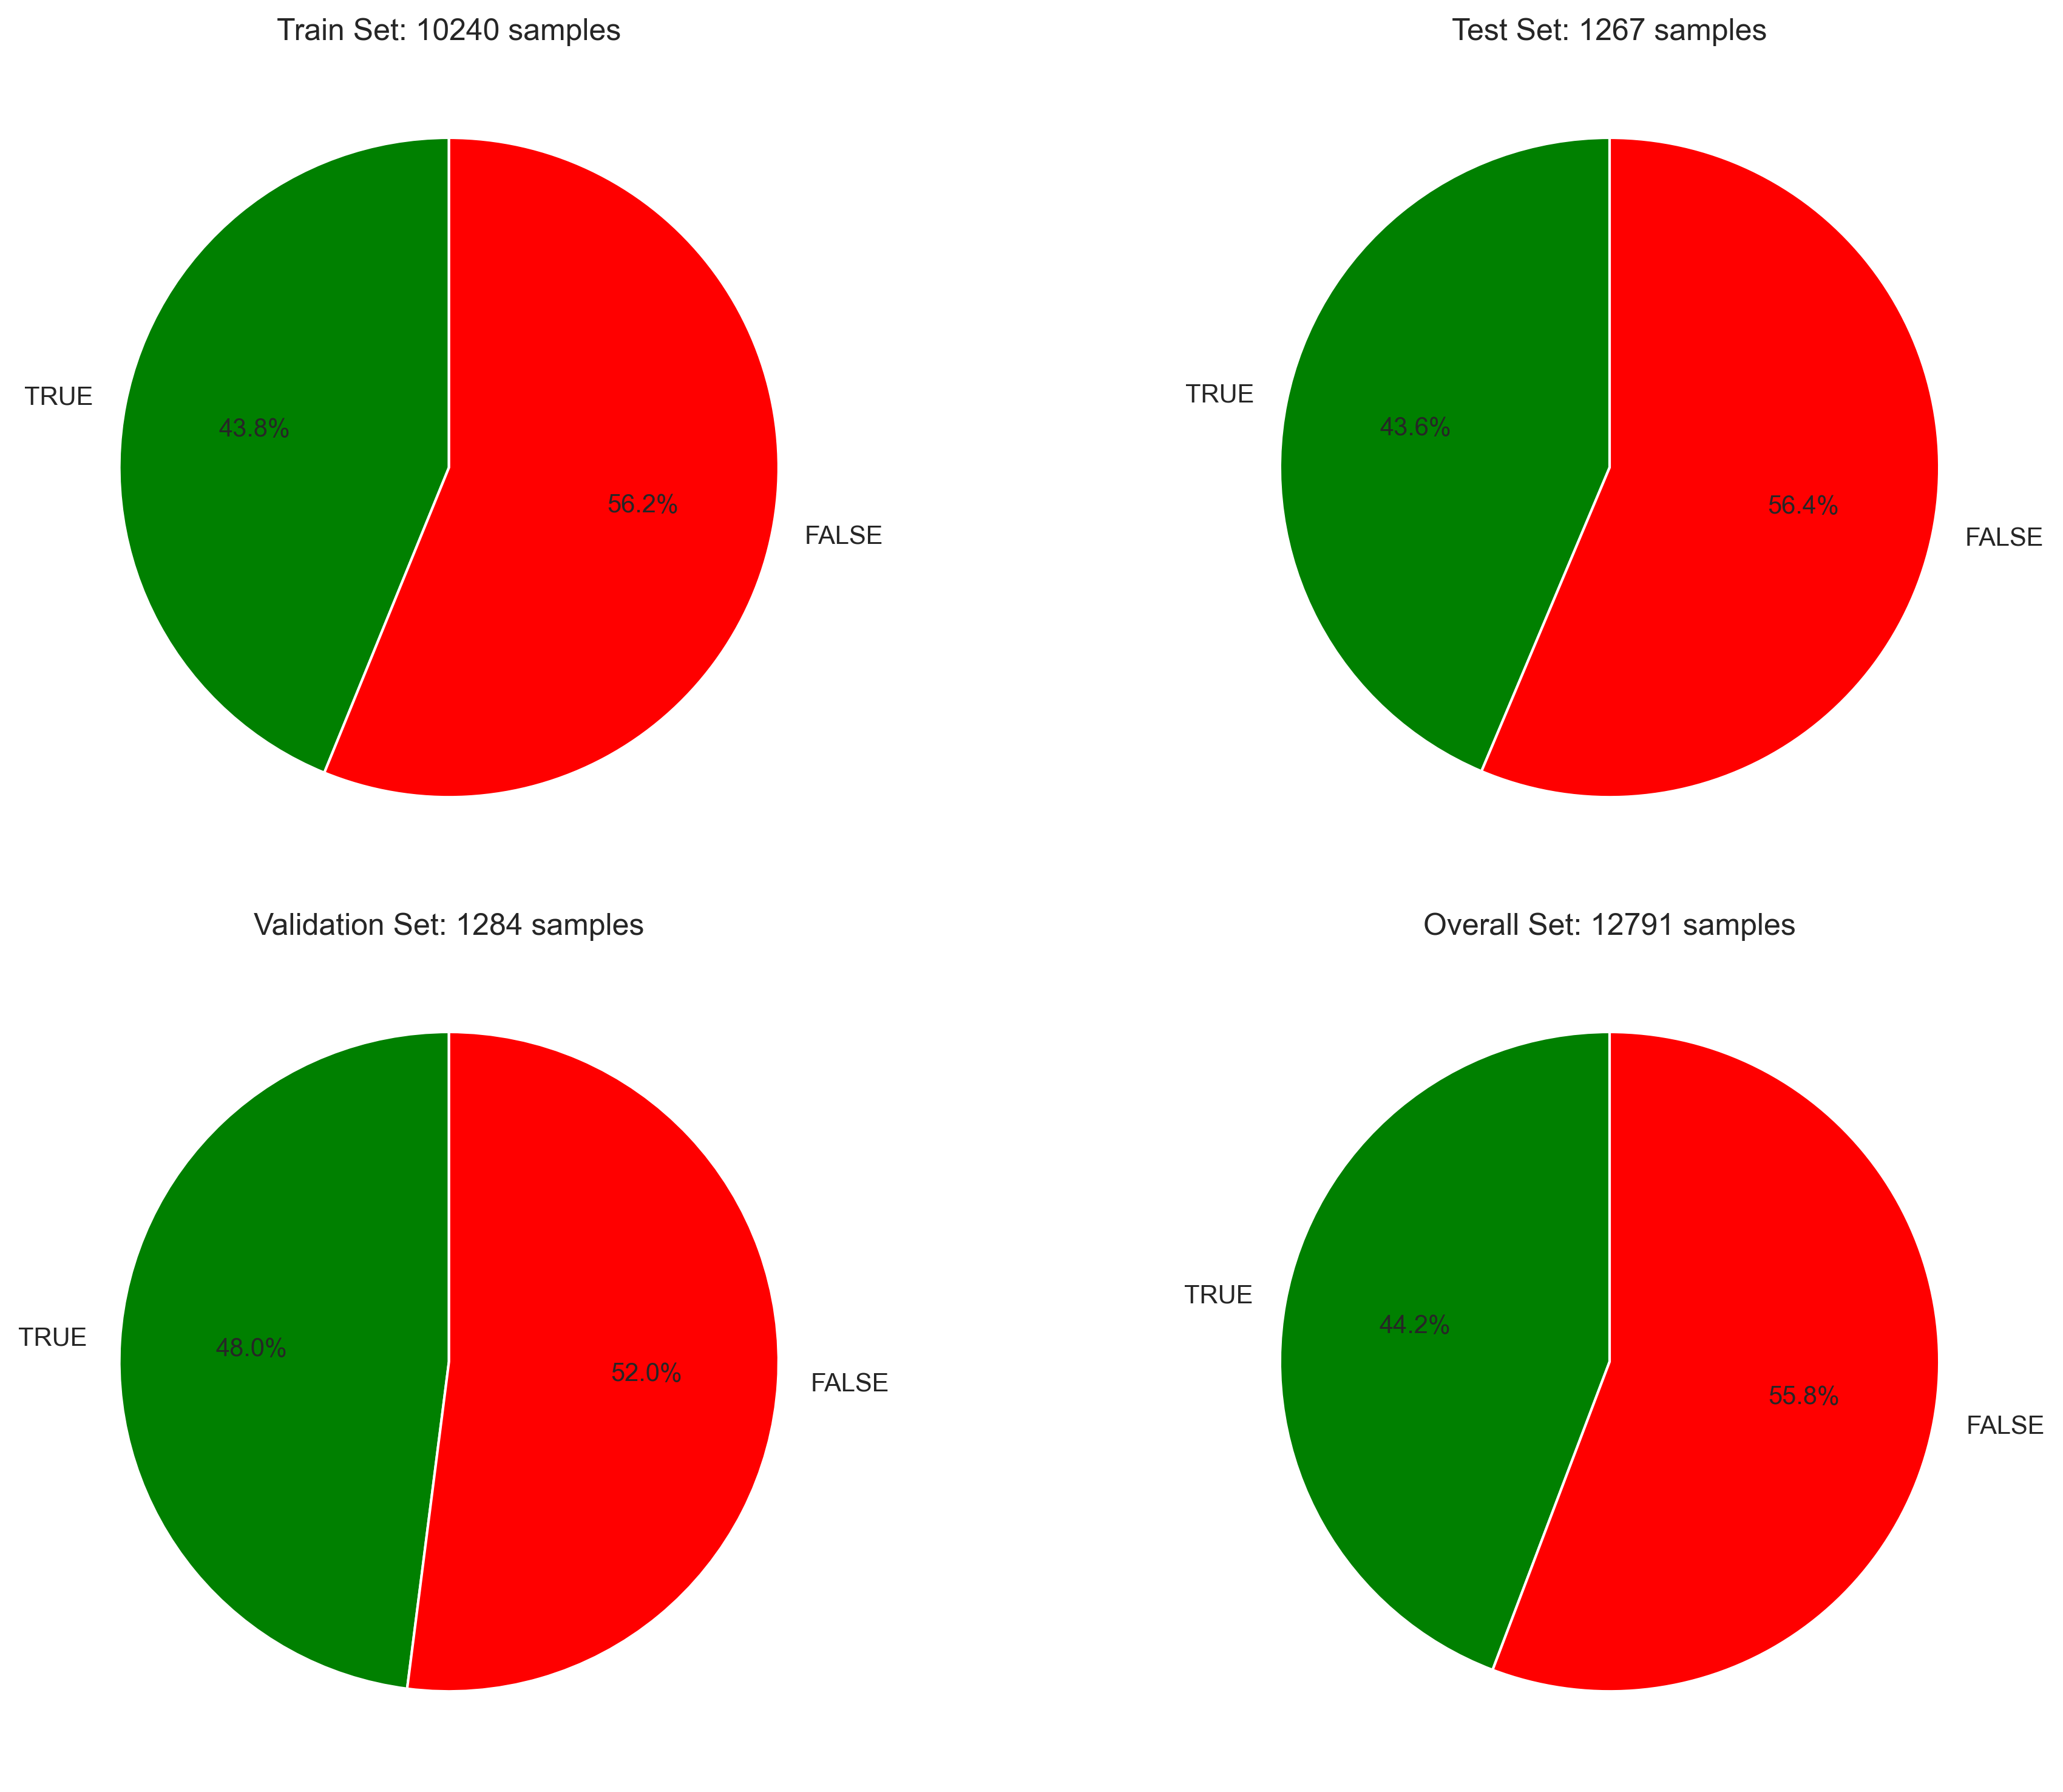 Train Set: 10240 samples
TRUE
43.8%
56.2%
FALSE
Test Set: 1267 samples
TRUE
43.6%
56.4%
FALSE
Validation Set: 1284 samples
TRUE
48.0%
52.0%
FALSE
Overall Set: 12791 samples
TRUE
44.2%
55.8%
FALSE